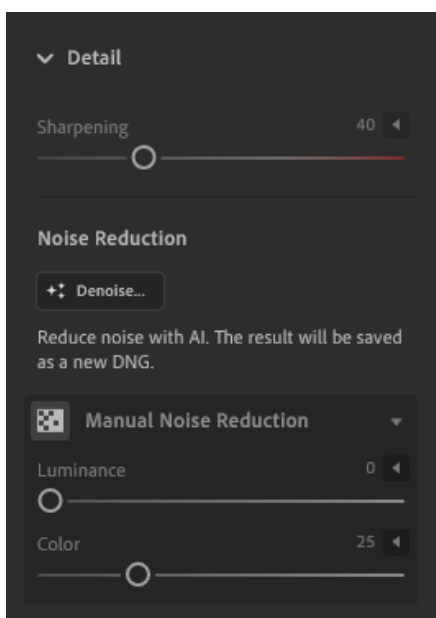 Detail
Sharpening 40
Noise Reduction
Denoise...
Reduce noise with AI. The result will be saved
as a new DNG.
Manual Noise Reduction
Luminance 0
Color 25